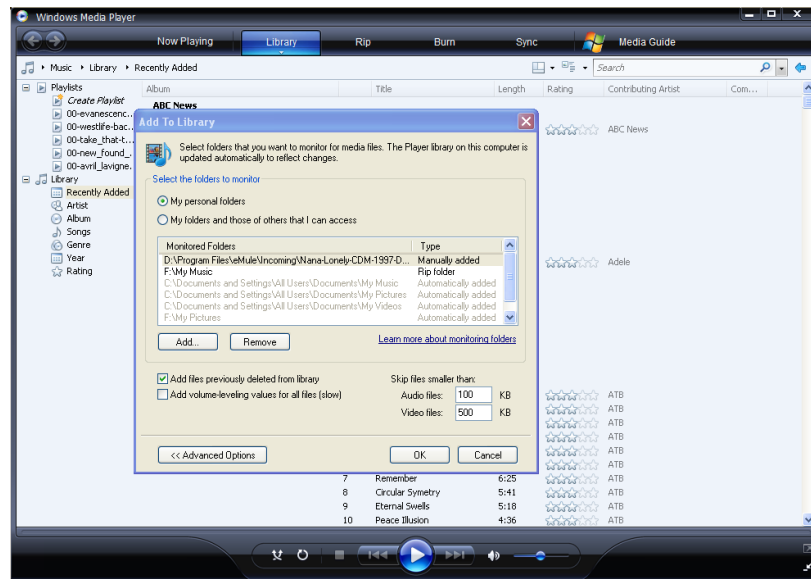 Windows Media Player
Now Playing Library Rip Burn Sync Media Guide
Music Library Recently Added Search
Playlists
Create Playlist
00-evanescenc...
00-westlife-bac...
00-take_that-t...
00-new_found_...
00-avril_lavigne.
Library
Recently Added
Artist
Album
Songs
Genre
Year
Rating
Album Title Length Rating Contributing Artist Com...
ABC News
ABC News
Adele
Add To Library
Select folders that you want to monitor for media files. The Player library on this computer is
updated automatically to reflect changes.
Select the folders to monitor
My personal folders
My folders and those of others that I can access
Monitored Folders Type
D:\Program Files\eMule\Incoming\Nana-Lonely-CDM-1997-D... Manually added
F:\My Music Rip folder
C:\Documents and Settings\All Users\Documents\My Music Automatically added
C:\Documents and Settings\All Users\Documents\My Pictures Automatically added
C:\Documents and Settings\All Users\Documents\My Videos Automatically added
F:\My Pictures Automatically added
Add... Remove Learn more about monitoring folders
Add files previously deleted from library Skip files smaller than:
Add volume-leveling values for all files (slow) Audio files: 100 KB
Video files: 500 KB
<< Advanced Options OK Cancel
ATB
ATB
ATB
ATB
ATB
ATB
7 Remember 6:25 ATB
8 Circular Symetry 5:41 ATB
9 Eternal Swells 5:18 ATB
10 Peace Illusion 4:36 ATB